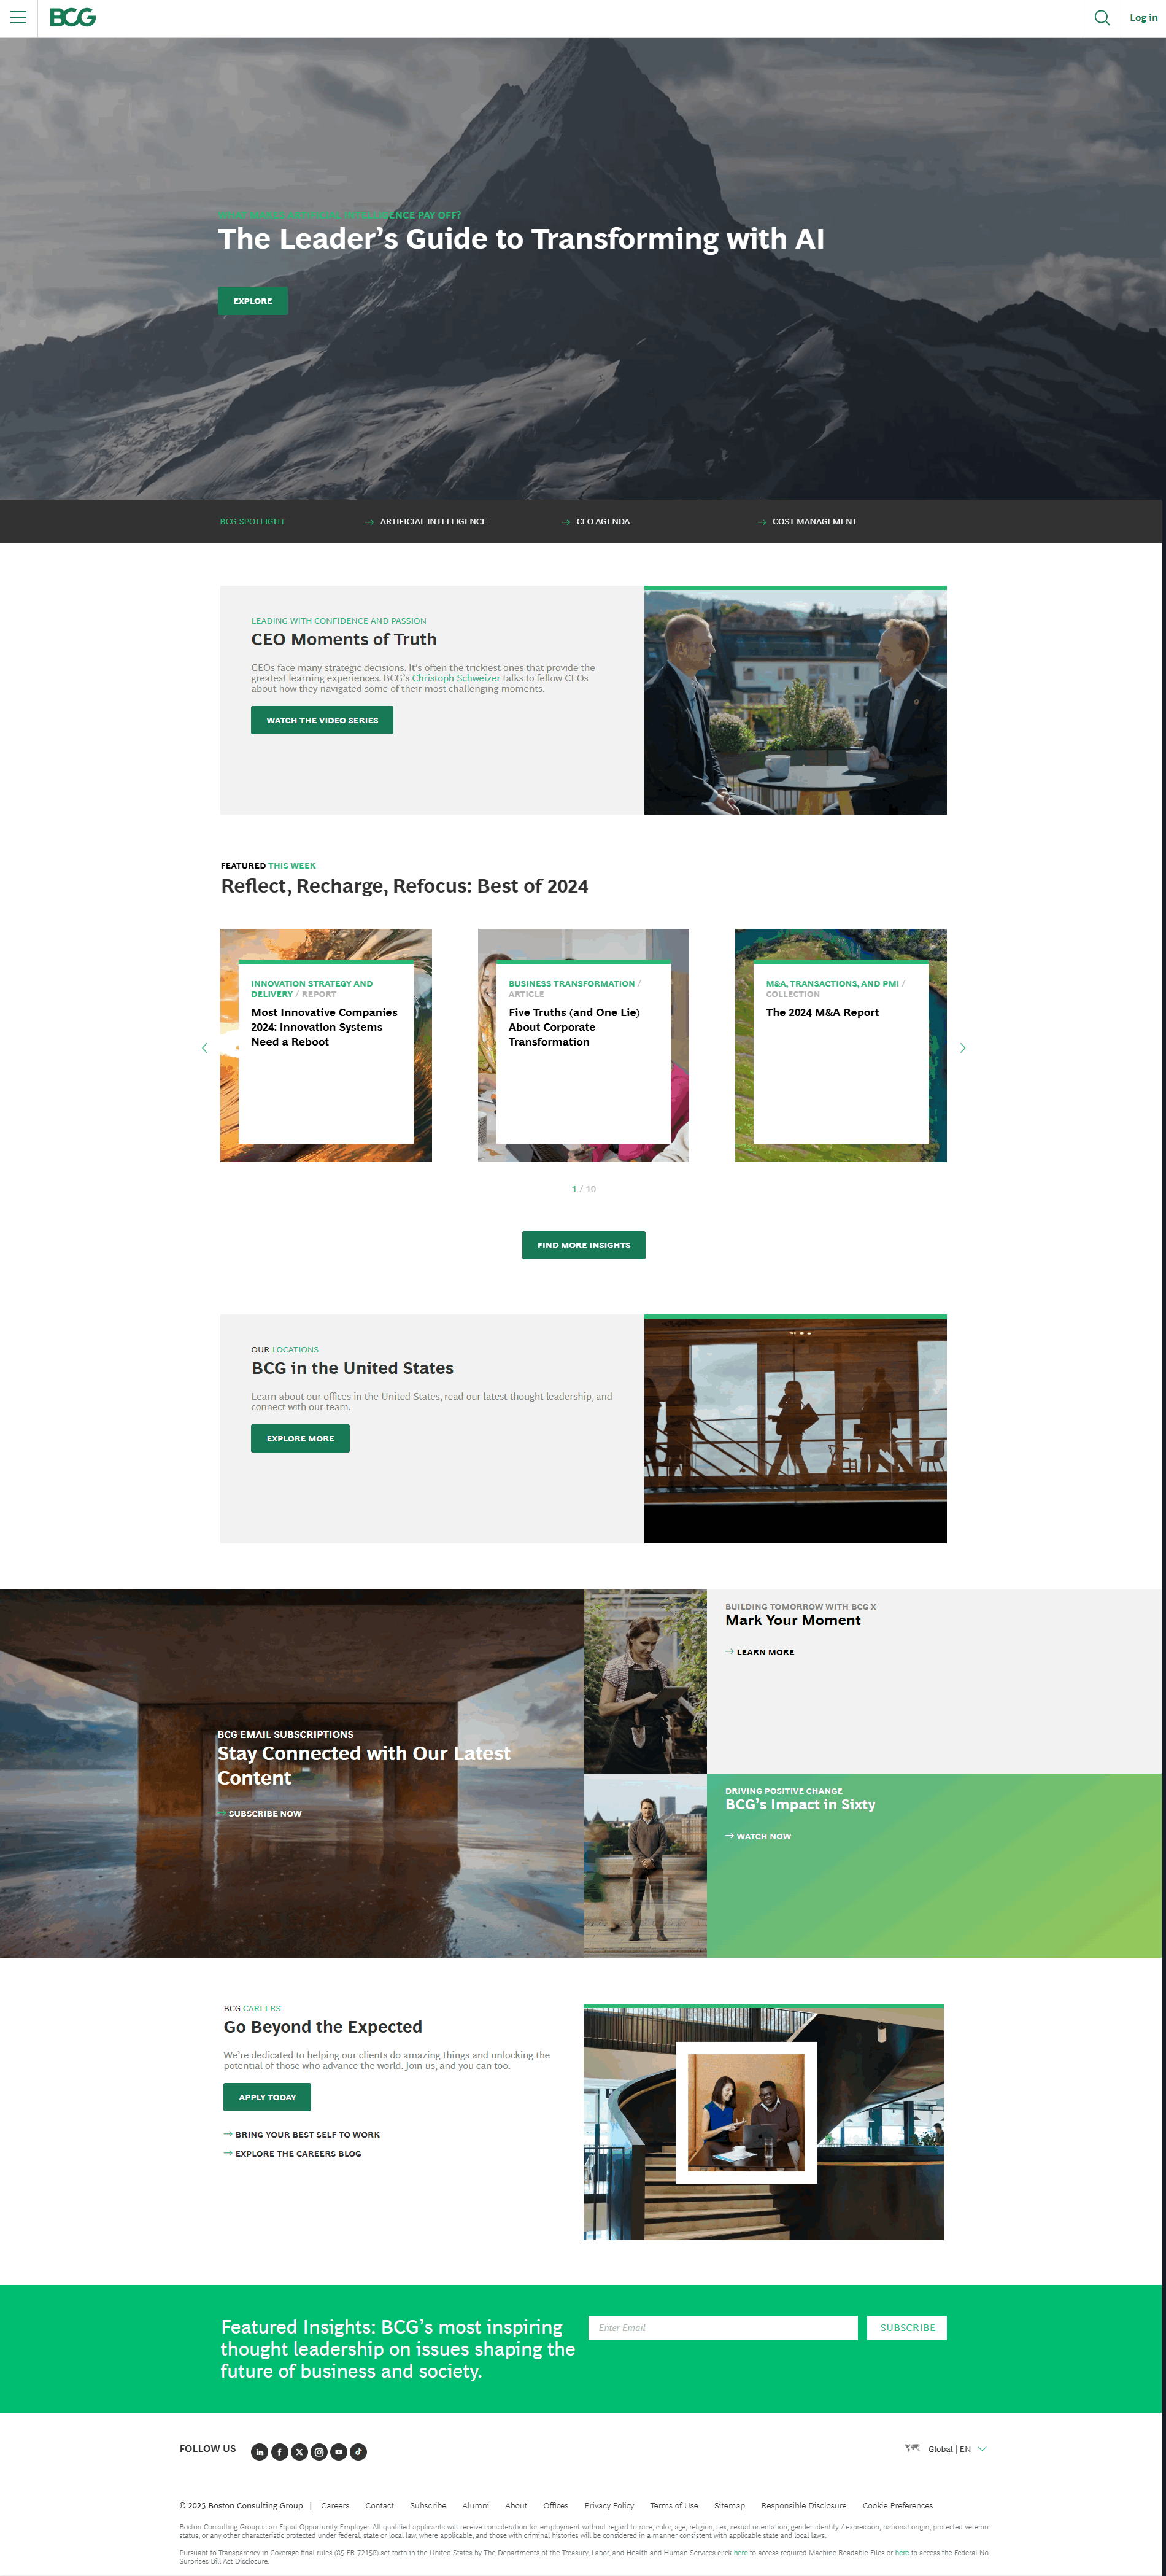 BCG
Log in
WHAT MAKES ARTIFICIAL INTELLIGENCE PAY OFF?
The Leader’s Guide to Transforming with AI
EXPLORE
BCG SPOTLIGHT
ARTIFICIAL INTELLIGENCE
CEO AGENDA
COST MANAGEMENT
LEADING WITH CONFIDENCE AND PASSION
CEO Moments of Truth
CEOs face many strategic decisions. It’s often the trickiest ones that provide the
greatest learning experiences. BCG’s Christoph Schweizer talks to fellow CEOs
about how they navigated some of their most challenging moments.
WATCH THE VIDEO SERIES
FEATURED THIS WEEK
Reflect, Recharge, Refocus: Best of 2024
INNOVATION STRATEGY AND
DELIVERY / REPORT
Most Innovative Companies
2024: Innovation Systems
Need a Reboot
BUSINESS TRANSFORMATION /
ARTICLE
Five Truths (and One Lie)
About Corporate
Transformation
M&A, TRANSACTIONS, AND PMI /
COLLECTION
The 2024 M&A Report
1 / 10
FIND MORE INSIGHTS
OUR LOCATIONS
BCG in the United States
Learn about our offices in the United States, read our latest thought leadership, and
connect with our team.
EXPLORE MORE
BCG EMAIL SUBSCRIPTIONS
Stay Connected with Our Latest
Content
SUBSCRIBE NOW
BUILDING TOMORROW WITH BCG X
Mark Your Moment
LEARN MORE
DRIVING POSITIVE CHANGE
BCG’s Impact in Sixty
WATCH NOW
BCG CAREERS
Go Beyond the Expected
We’re dedicated to helping our clients do amazing things and unlocking the
potential of those who advance the world. Join us, and you can too.
APPLY TODAY
BRING YOUR BEST SELF TO WORK
EXPLORE THE CAREERS BLOG
Featured Insights: BCG’s most inspiring
thought leadership on issues shaping the
future of business and society.
Enter Email
SUBSCRIBE
FOLLOW US
Global | EN
© 2025 Boston Consulting Group | Careers Contact Subscribe Alumni About Offices Privacy Policy Terms of Use Sitemap Responsible Disclosure Cookie Preferences
Boston Consulting Group is an Equal Opportunity Employer. All qualified applicants will receive consideration for employment without regard to race, color, age, religion, sex, sexual orientation, gender identity / expression, national origin, protected veteran
status, or any other characteristic protected under federal, state or local law, where applicable, and those with criminal histories will be considered in a manner consistent with applicable state and local laws.
Pursuant to Transparency in Coverage final rules (85 FR 72158) set forth in the United States by The Departments of the Treasury, Labor, and Health and Human Services click here to access required Machine Readable Files or here to access the Federal No
Surprises Bill Act Disclosure.